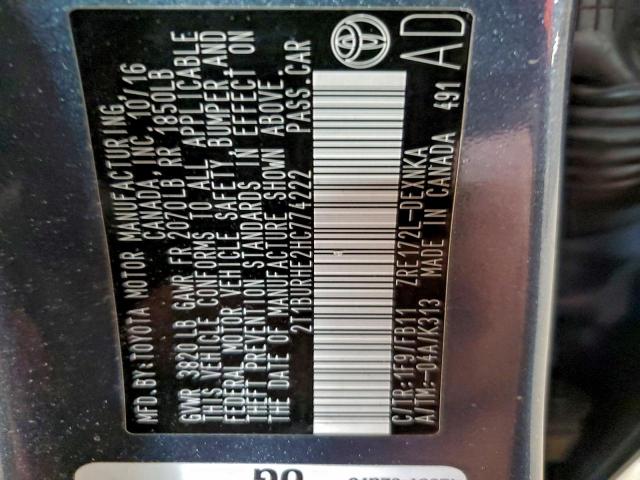 MFD. BY: TOYOTA MOTOR MANUFACTURING
CANADA, INC. 10/16
GVWR 3820 LB GAWR FR 2070 LB, RR 1850LB
THIS VEHICLE CONFORMS TO ALL APPLICABLE
FEDERAL MOTOR VEHICLE SAFETY, BUMPER AND
THEFT PREVENTION STANDARDS IN EFFECT ON
THE DATE OF MANUFACTURE SHOWN ABOVE.
2T1BURHE2HC774222 PASS. CAR
C/R:1F9/FB11 ZRE172L-DEXNKA
A/TM:-04A/K313 MADE IN CANADA 491
AD